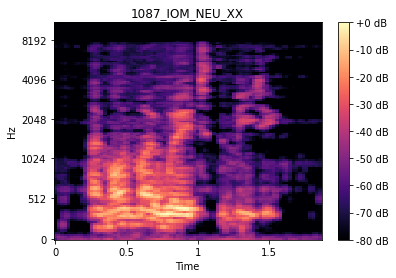 1087_IOM_NEU_XX
+0 dB
8192
-10 dB
4096
-20 dB
-30 dB
2048
Hz
-40 dB
1024
-50 dB
512
-60 dB
-70 dB
0
-80 dB
0
0.5
1
1.5
Time